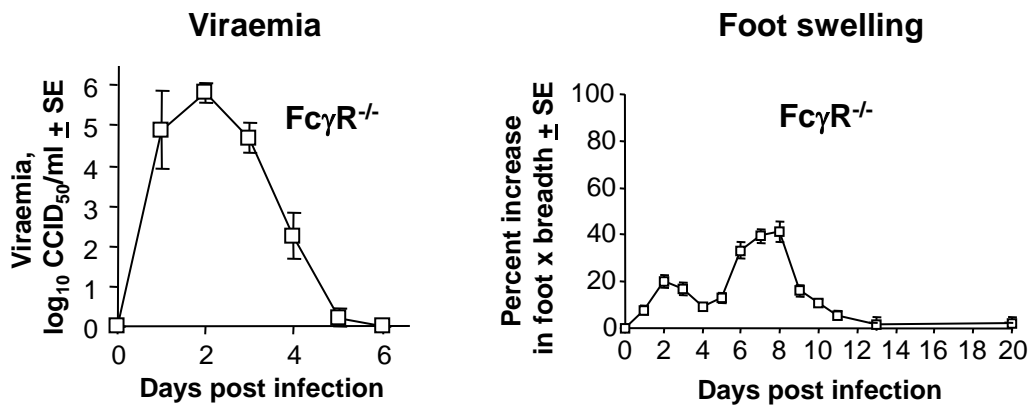 Viraemia
Viraemia,
log₁₀ CCID₅₀/ml ± SE
6
5
4
3
2
1
0
FcγR⁻/⁻
0 2 4 6
Days post infection
Foot swelling
Percent increase
in foot x breadth ± SE
100
80
60
40
20
0
FcγR⁻/⁻
0 2 4 6 8 10 12 14 16 18 20
Days post infection